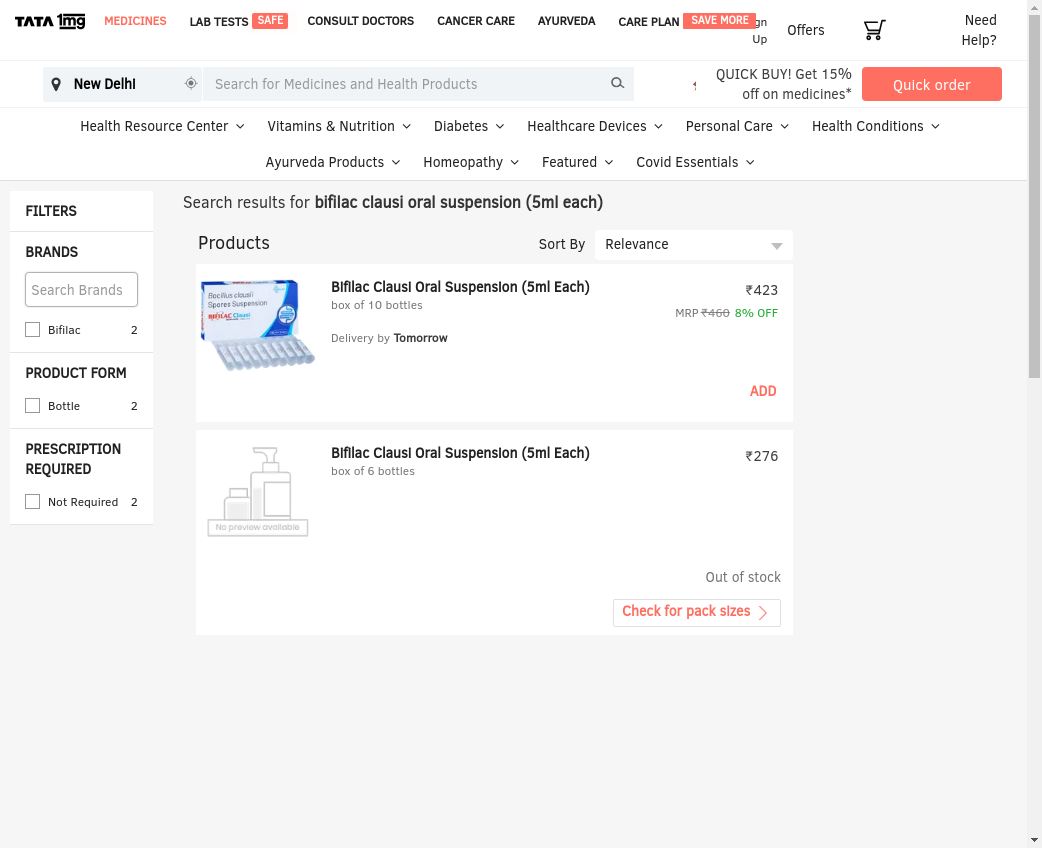 TATA 1mg MEDICINES LAB TESTS SAFE CONSULT DOCTORS CANCER CARE AYURVEDA CARE PLAN SAVE MORE Up Offers Need Help?
New Delhi Search for Medicines and Health Products QUICK BUY! Get 15% off on medicines* Quick order
Health Resource Center Vitamins & Nutrition Diabetes Healthcare Devices Personal Care Health Conditions
Ayurveda Products Homeopathy Featured Covid Essentials
FILTERS
BRANDS
Search Brands
Bifilac 2
PRODUCT FORM
Bottle 2
PRESCRIPTION
REQUIRED
Not Required 2
Search results for bifilac clausi oral suspension (5ml each)
Products Sort By Relevance
Bacillus clausii
Spores Suspension
BIFILAC Clausi
Bifilac Clausi Oral Suspension (5ml Each) ₹423
box of 10 bottles MRP ₹460 8% OFF
Delivery by Tomorrow
ADD
No preview available
Bifilac Clausi Oral Suspension (5ml Each) ₹276
box of 6 bottles
Out of stock
Check for pack sizes